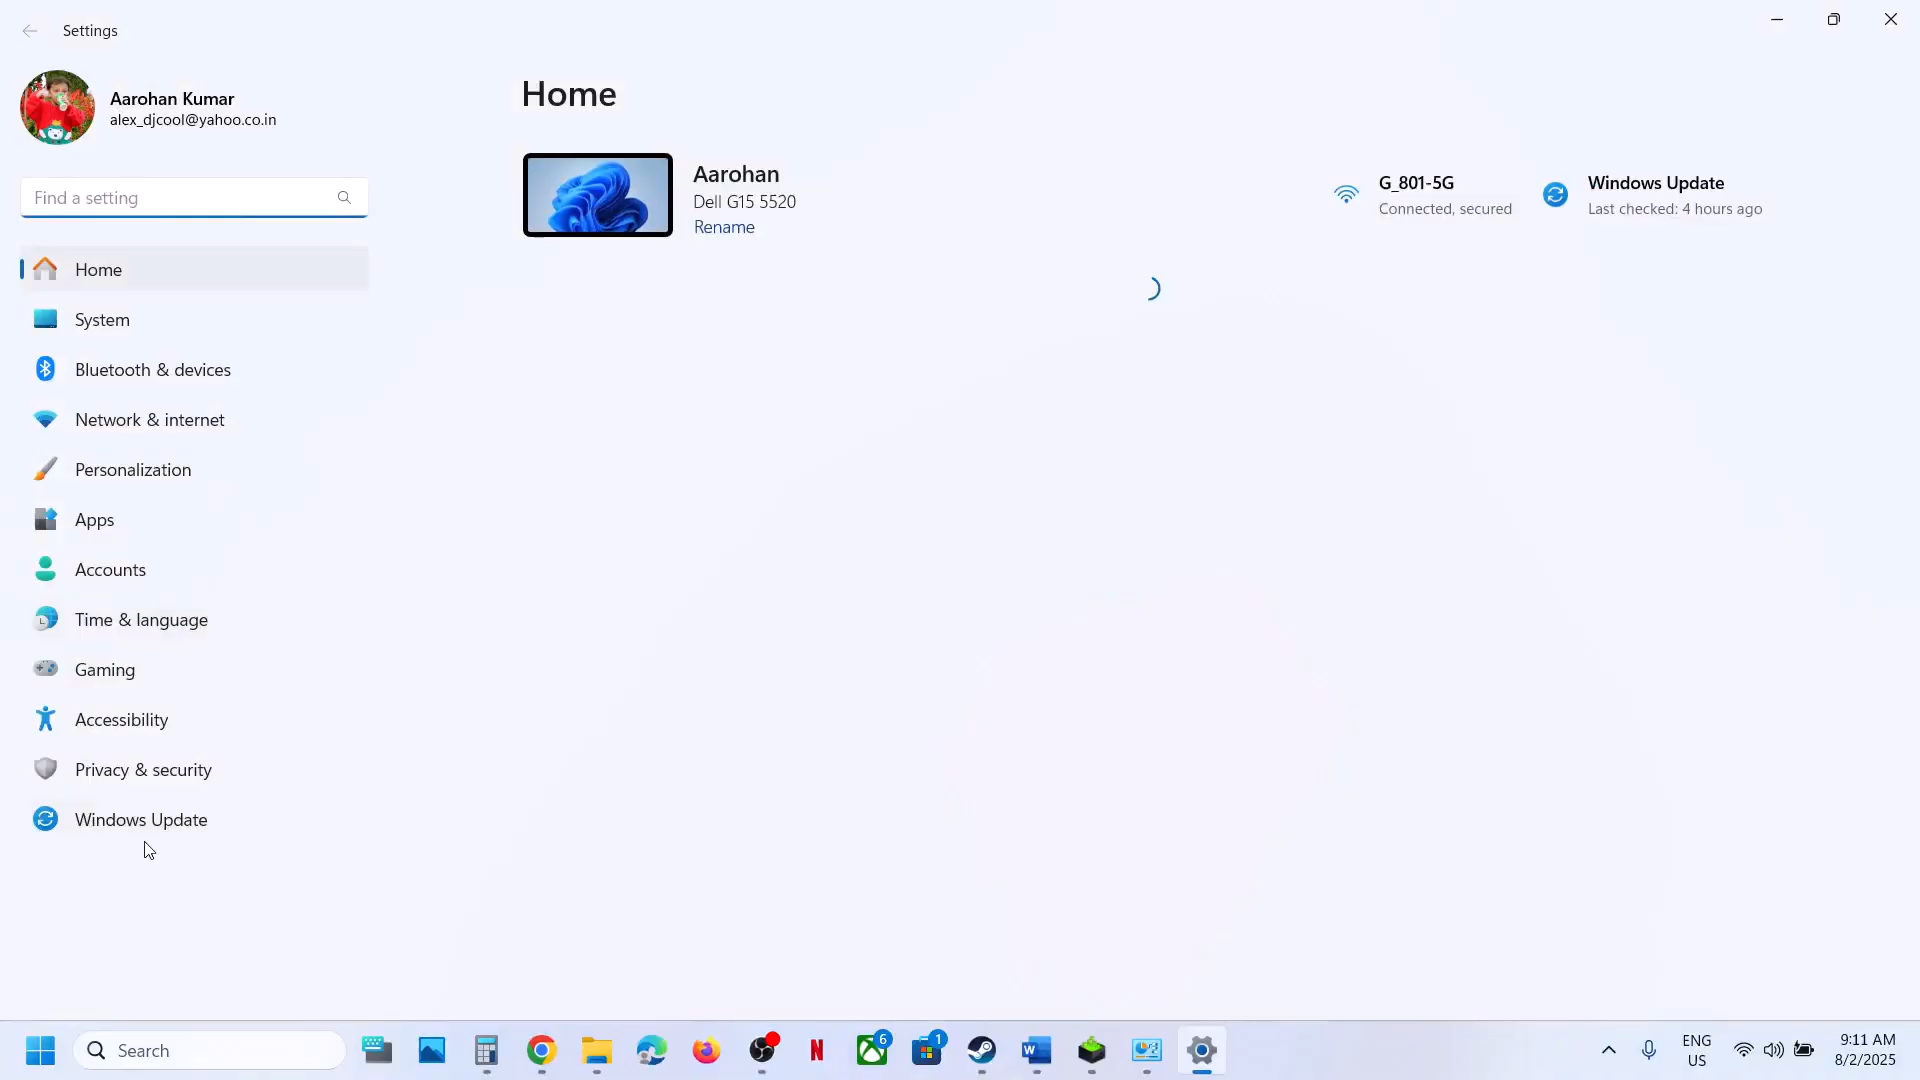 Settings
Aarohan Kumar
alex_djcool@yahoo.co.in
Find a setting
Home
System
Bluetooth & devices
Network & internet
Personalization
Apps
Accounts
Time & language
Gaming
Accessibility
Privacy & security
Windows Update
Home
Aarohan
Dell G15 5520
Rename
G_801-5G
Connected, secured
Windows Update
Last checked: 4 hours ago
Search
N
6
1
W
ENG
US
9:11 AM
8/2/2025